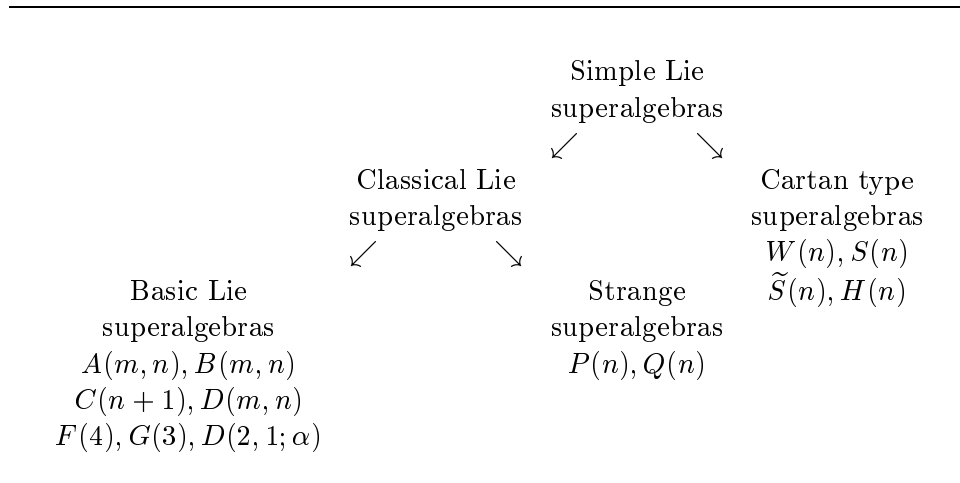 Simple Lie
superalgebras
↙ ↘
Classical Lie
superalgebras
↙ ↘
Cartan type
superalgebras
W(n), S(n)
S̃(n), H(n)
Basic Lie
superalgebras
A(m, n), B(m, n)
C(n + 1), D(m, n)
F(4), G(3), D(2, 1; α)
Strange
superalgebras
P(n), Q(n)